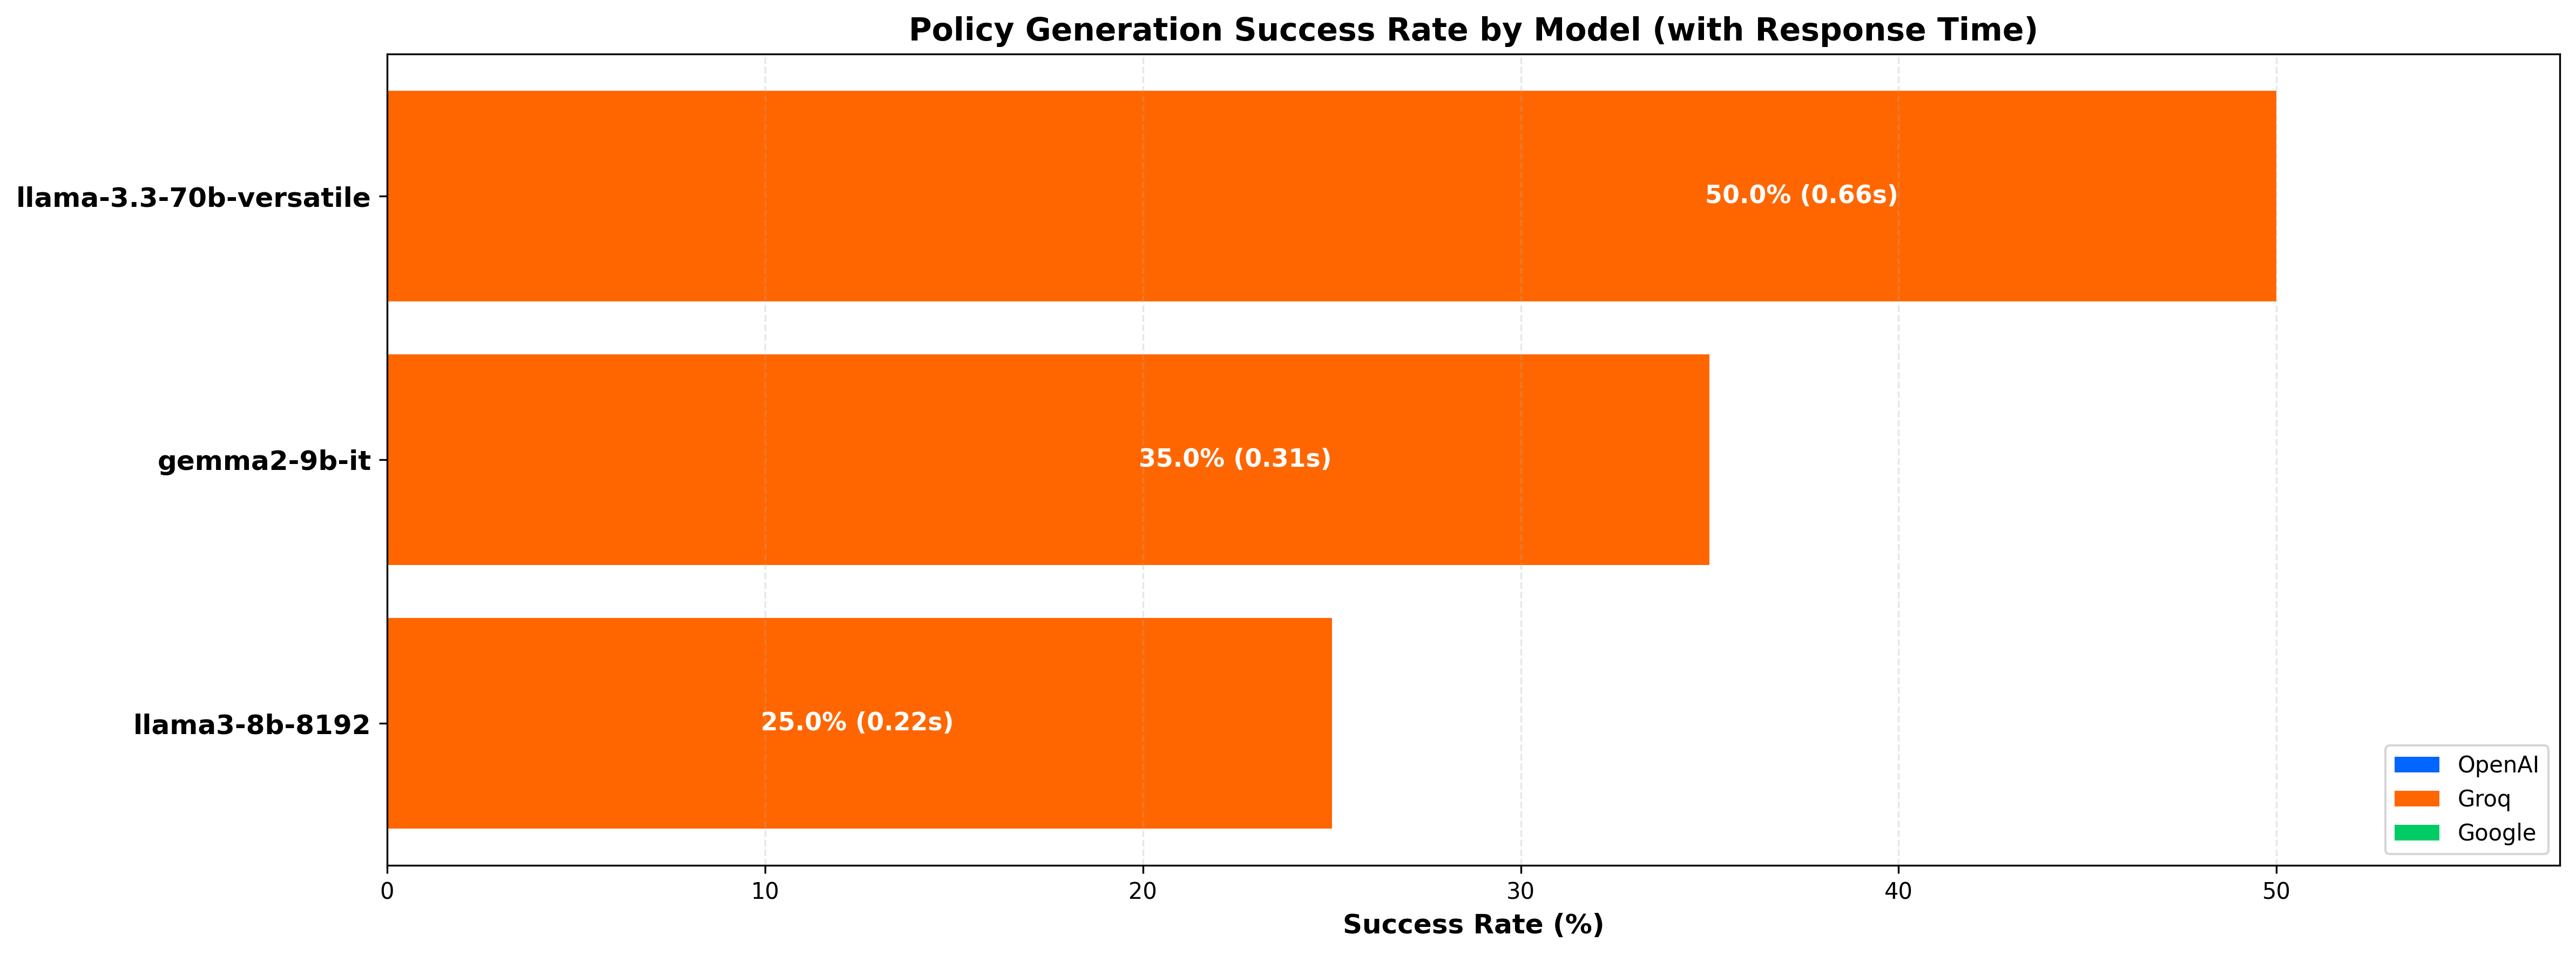 Policy Generation Success Rate by Model (with Response Time)
llama-3.3-70b-versatile
50.0% (0.66s)
gemma2-9b-it
35.0% (0.31s)
llama3-8b-8192
25.0% (0.22s)
OpenAI
Groq
Google
0 10 20 30 40 50
Success Rate (%)